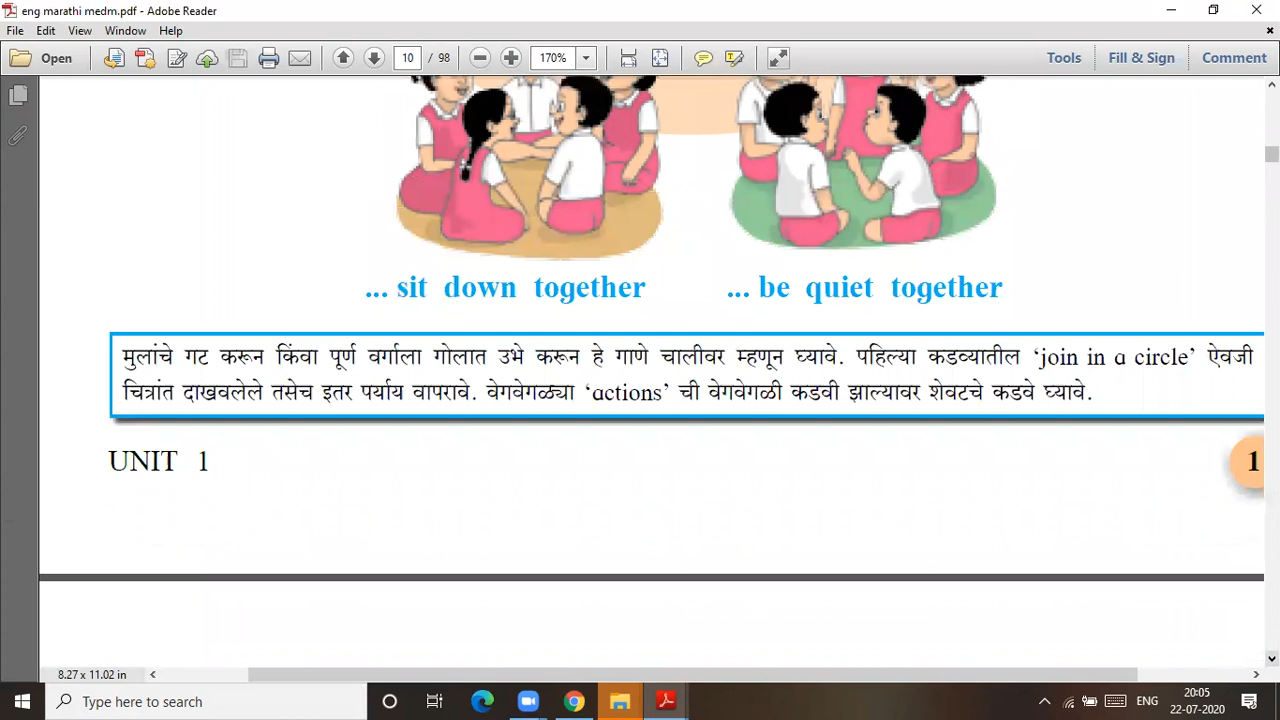 eng marathi medm.pdf - Adobe Reader
File Edit View Window Help
Open 10 / 98 170% Tools Fill & Sign Comment
... sit down together ... be quiet together
मुलांचे गट करून किंवा पूर्ण वर्गाला गोलात उभे करून हे गाणे चालीवर म्हणून घ्यावे. पहिल्या कडव्यातील ‘join in a circle’ ऐवजी
चित्रांत दाखवलेले तसेच इतर पर्याय वापरावे. वेगवेगळ्या ‘actions’ ची वेगवेगळी कडवी झाल्यावर शेवटचे कडवे घ्यावे.
UNIT 1 1
8.27 x 11.02 in
Type here to search ENG 20:05
22-07-2020